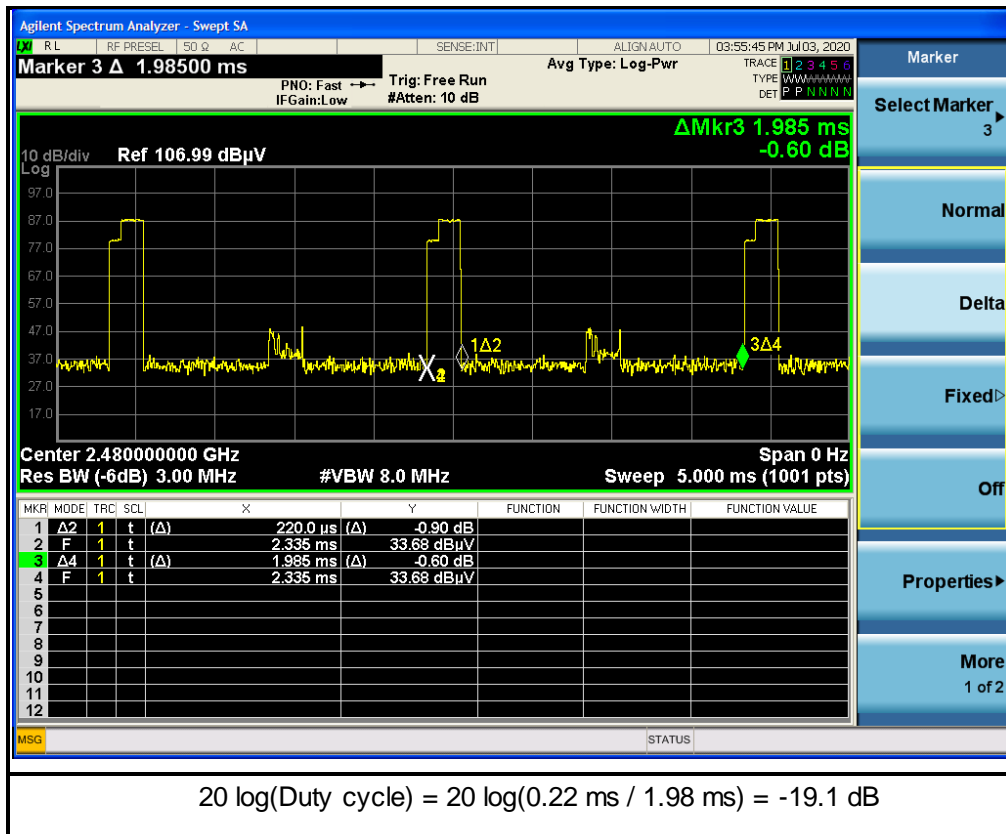 Agilent Spectrum Analyzer - Swept SA
LXI RL RF PRESEL 50 Ω AC SENSE:INT ALIGN AUTO 03:55:45 PM Jul 03, 2020
Marker 3 Δ 1.98500 ms
PNO: Fast
IFGain:Low
Trig: Free Run
#Atten: 10 dB
Avg Type: Log-Pwr
TRACE 1 2 3 4 5 6
TYPE
DET P P N N N N
ΔMkr3 1.985 ms
-0.60 dB
10 dB/div Ref 106.99 dBµV
Log
97.0
87.0
77.0
67.0
57.0
47.0
37.0
27.0
17.0
1Δ2
3Δ4
Center 2.480000000 GHz Span 0 Hz
Res BW (-6dB) 3.00 MHz #VBW 8.0 MHz Sweep 5.000 ms (1001 pts)
MKR MODE TRC SCL X Y FUNCTION FUNCTION WIDTH FUNCTION VALUE
1 Δ2 1 t (Δ) 220.0 µs (Δ) -0.90 dB
2 F 1 t 2.335 ms 33.68 dBµV
3 Δ4 1 t (Δ) 1.985 ms (Δ) -0.60 dB
4 F 1 t 2.335 ms 33.68 dBµV
5
6
7
8
9
10
11
12
MSG STATUS
Marker
Select Marker
3
Normal
Delta
Fixed
Off
Properties
More
1 of 2
20 log(Duty cycle) = 20 log(0.22 ms / 1.98 ms) = -19.1 dB